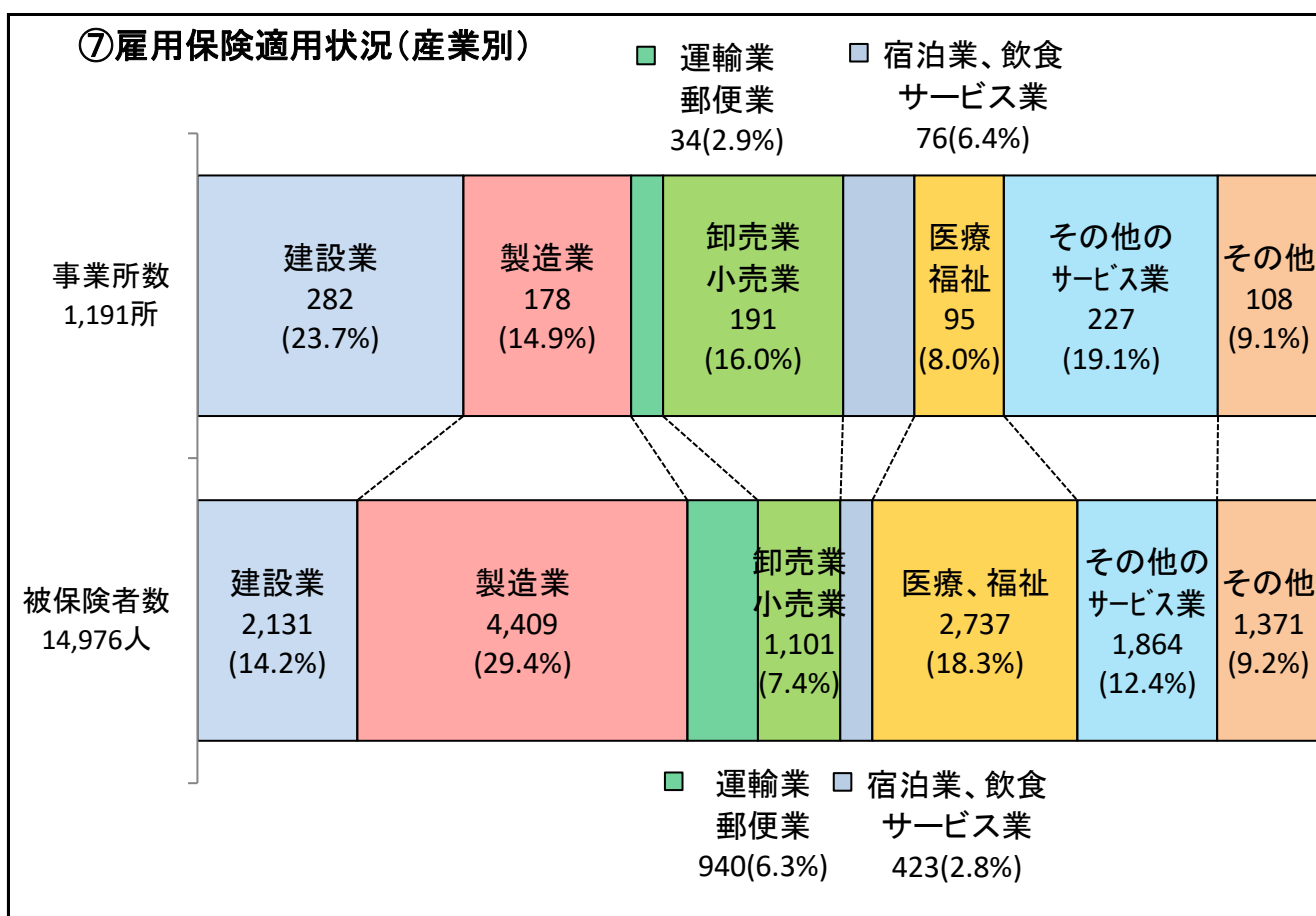 ⑦雇用保険適用状況（産業別）
運輸業
郵便業
34(2.9%)
宿泊業、飲食
サービス業
76(6.4%)
事業所数
1,191所
建設業
282
(23.7%)
製造業
178
(14.9%)
卸売業
小売業
191
(16.0%)
医療
福祉
95
(8.0%)
その他の
ｻｰﾋﾞｽ業
227
(19.1%)
その他
108
(9.1%)
被保険者数
14,976人
建設業
2,131
(14.2%)
製造業
4,409
(29.4%)
卸売業
小売業
1,101
(7.4%)
医療、福祉
2,737
(18.3%)
その他の
ｻｰﾋﾞｽ業
1,864
(12.4%)
その他
1,371
(9.2%)
運輸業
郵便業
940(6.3%)
宿泊業、飲食
サービス業
423(2.8%)